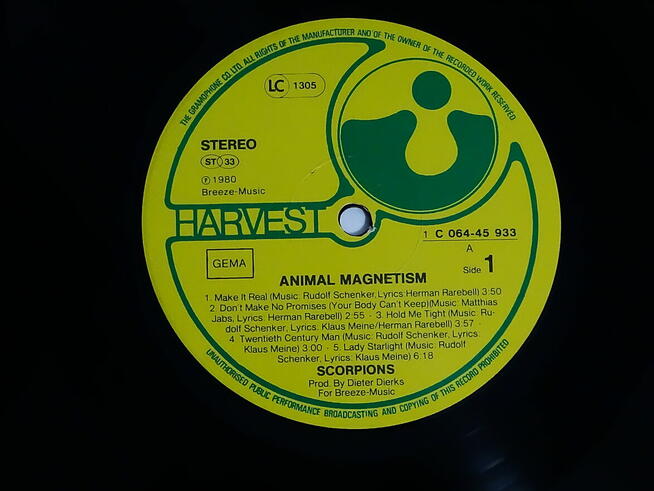 THE GRAMOPHONE CO. LTD. ALL RIGHTS OF THE MANUFACTURER AND OF THE OWNER OF THE RECORDED WORK RESERVED
LC 1305
STEREO
ST 33
℗ 1980
Breeze-Music
HARVEST
1 C 064-45 933
A
Side 1
GEMA
ANIMAL MAGNETISM
1. Make It Real (Music: Rudolf Schenker, Lyrics: Herman Rarebell) 3:50
2. Don't Make No Promises (Your Body Can't Keep)(Music: Matthias
Jabs, Lyrics: Herman Rarebell) 2:55 · 3. Hold Me Tight (Music: Ru-
dolf Schenker, Lyrics: Klaus Meine/Herman Rarebell) 3:57 ·
4 Twentieth Century Man (Music: Rudolf Schenker, Lyrics:
Klaus Meine) 3:00 · 5. Lady Starlight (Music: Rudolf
Schenker, Lyrics: Klaus Meine) 6:18
SCORPIONS
Prod. By Dieter Dierks
For Breeze-Music
UNAUTHORISED PUBLIC PERFORMANCE BROADCASTING AND COPYING OF THIS RECORD PROHIBITED